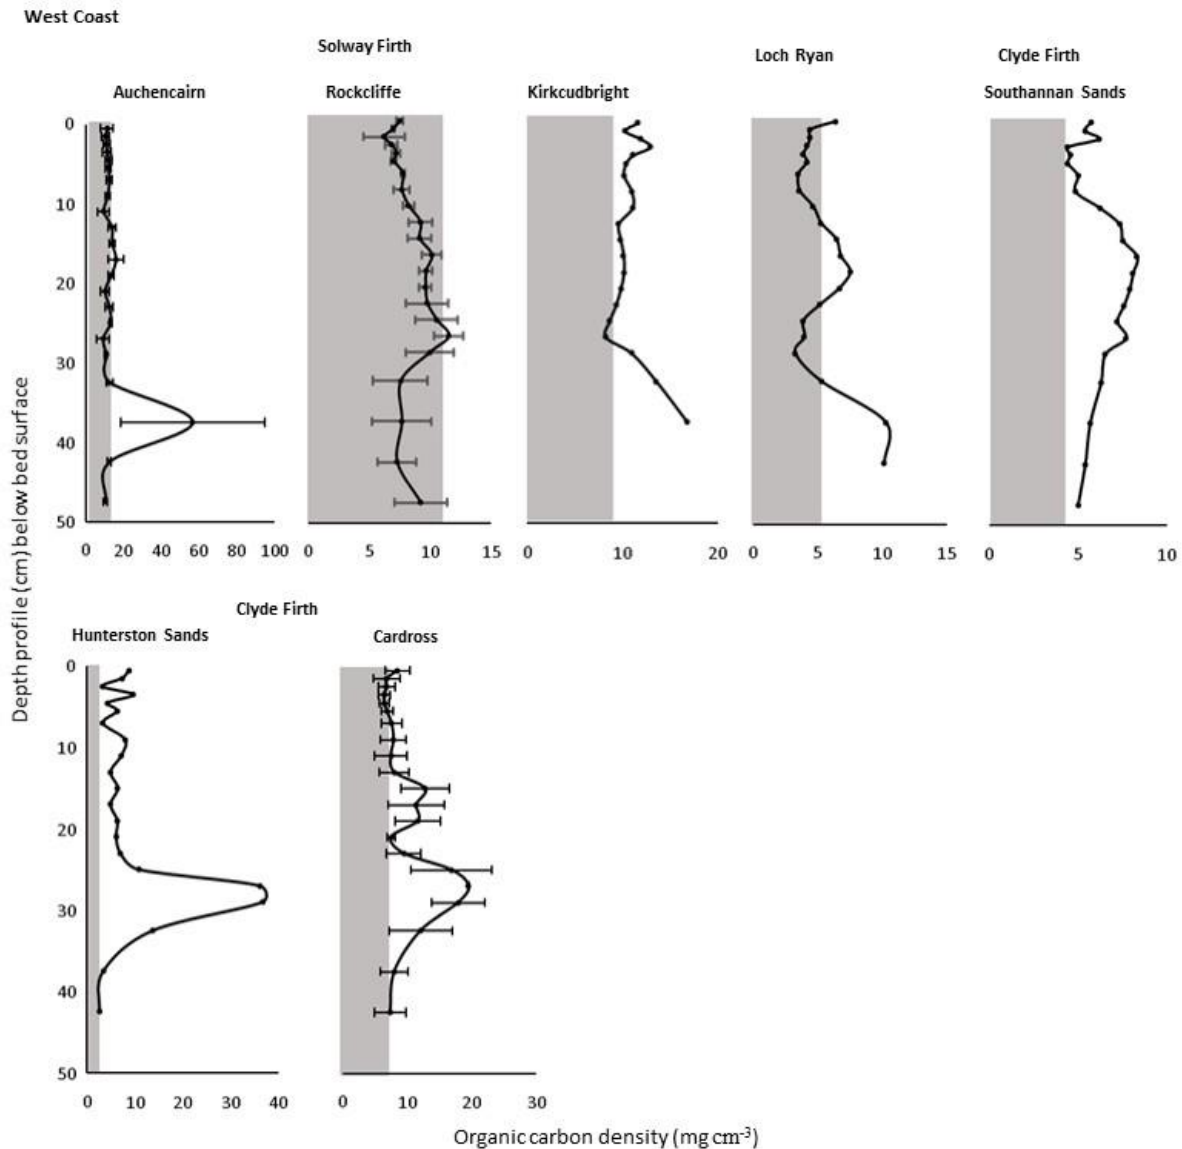 West Coast
Solway Firth
Loch Ryan
Clyde Firth
Auchencairn
Rockcliffe
Kirkcudbright
Southannan Sands
0
10
20
30
40
50
0 20 40 60 80 100
0 5 10 15
0 10 20
0 5 10 15
0 5 10
Depth profile (cm) below bed surface
Clyde Firth
Hunterston Sands
Cardross
0
10
20
30
40
50
0 10 20 30 40
0 10 20 30
Organic carbon density (mg cm-3)